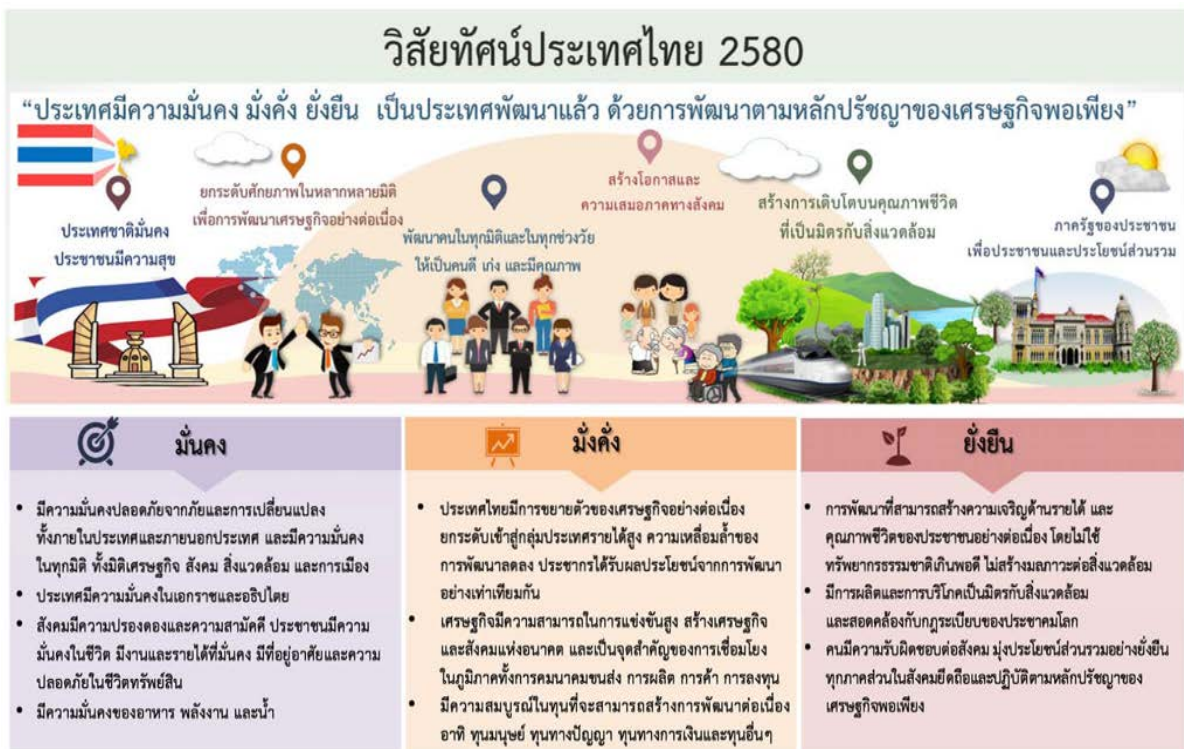 วิสัยทัศน์ประเทศไทย 2580
“ประเทศมีความมั่นคง มั่งคั่ง ยั่งยืน เป็นประเทศพัฒนาแล้ว ด้วยการพัฒนาตามหลักปรัชญาของเศรษฐกิจพอเพียง”
ประเทศชาติมั่นคง
ประชาชนมีความสุข
ยกระดับศักยภาพในหลากหลายมิติ
เพื่อการพัฒนาเศรษฐกิจอย่างต่อเนื่อง
พัฒนาคนในทุกมิติและในทุกช่วงวัย
ให้เป็นคนดี เก่ง และมีคุณภาพ
สร้างโอกาสและ
ความเสมอภาคทางสังคม
สร้างการเติบโตบนคุณภาพชีวิต
ที่เป็นมิตรกับสิ่งแวดล้อม
ภาครัฐของประชาชน
เพื่อประชาชนและประโยชน์ส่วนรวม
มั่นคง
• มีความมั่นคงปลอดภัยจากภัยและการเปลี่ยนแปลง
ทั้งภายในประเทศและภายนอกประเทศ และมีความมั่นคง
ในทุกมิติ ทั้งมิติเศรษฐกิจ สังคม สิ่งแวดล้อม และการเมือง
• ประเทศมีความมั่นคงในเอกราชและอธิปไตย
• สังคมมีความปรองดองและความสามัคคี ประชาชนมีความ
มั่นคงในชีวิต มีงานและรายได้ที่มั่นคง มีที่อยู่อาศัยและความ
ปลอดภัยในชีวิตทรัพย์สิน
• มีความมั่นคงของอาหาร พลังงาน และน้ำ
มั่งคั่ง
• ประเทศไทยมีการขยายตัวของเศรษฐกิจอย่างต่อเนื่อง
ยกระดับเข้าสู่กลุ่มประเทศรายได้สูง ความเหลื่อมล้ำของ
การพัฒนาลดลง ประชากรได้รับผลประโยชน์จากการพัฒนา
อย่างเท่าเทียมกัน
• เศรษฐกิจมีความสามารถในการแข่งขันสูง สร้างเศรษฐกิจ
และสังคมแห่งอนาคต และเป็นจุดสำคัญของการเชื่อมโยง
ในภูมิภาคทั้งการคมนาคมขนส่ง การผลิต การค้า การลงทุน
• มีความสมบูรณ์ในทุนที่จะสามารถสร้างการพัฒนาต่อเนื่อง
อาทิ ทุนมนุษย์ ทุนทางปัญญา ทุนทางการเงินและทุนอื่นๆ
ยั่งยืน
• การพัฒนาที่สามารถสร้างความเจริญด้านรายได้ และ
คุณภาพชีวิตของประชาชนอย่างต่อเนื่อง โดยไม่ใช้
ทรัพยากรธรรมชาติเกินพอดี ไม่สร้างมลภาวะต่อสิ่งแวดล้อม
• มีการผลิตและการบริโภคเป็นมิตรกับสิ่งแวดล้อม
และสอดคล้องกับกฎระเบียบของประชาคมโลก
• คนมีความรับผิดชอบต่อสังคม มุ่งประโยชน์ส่วนรวมอย่างยั่งยืน
ทุกภาคส่วนในสังคมยึดถือและปฏิบัติตามหลักปรัชญาของ
เศรษฐกิจพอเพียง